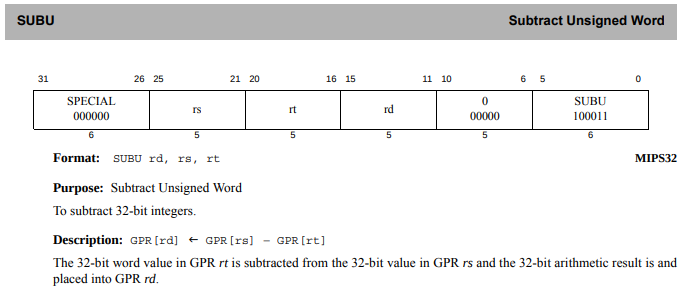 SUBU Subtract Unsigned Word
31 26 25 21 20 16 15 11 10 6 5 0
SPECIAL rs rt rd 0 SUBU
000000 00000 100011
6 5 5 5 5 6
Format: SUBU rd, rs, rt MIPS32
Purpose: Subtract Unsigned Word
To subtract 32-bit integers.
Description: GPR[rd] ← GPR[rs] − GPR[rt]
The 32-bit word value in GPR rt is subtracted from the 32-bit value in GPR rs and the 32-bit arithmetic result is and
placed into GPR rd.